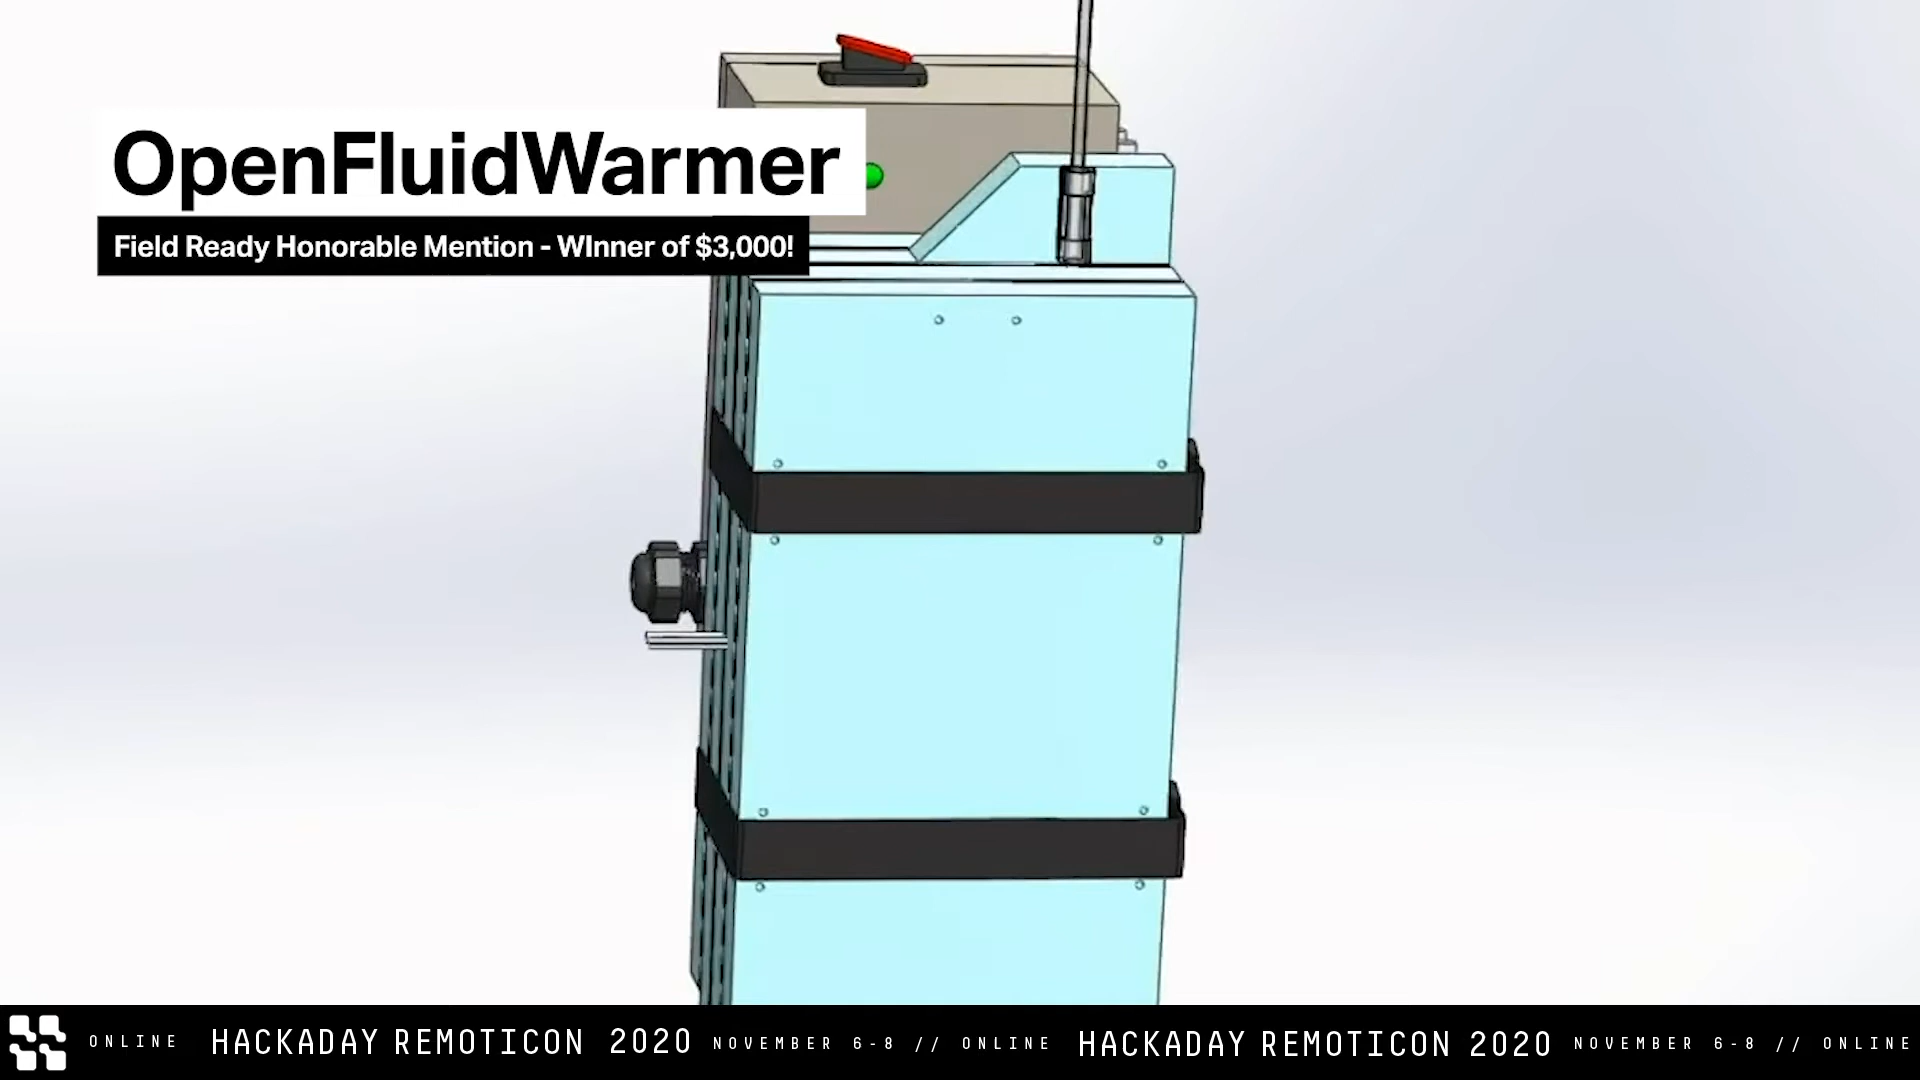 OpenFluidWarmer
Field Ready Honorable Mention - WInner of $3,000!
ONLINE HACKADAY REMOTICON 2020 NOVEMBER 6-8 // ONLINE HACKADAY REMOTICON 2020 NOVEMBER 6-8 // ONLINE